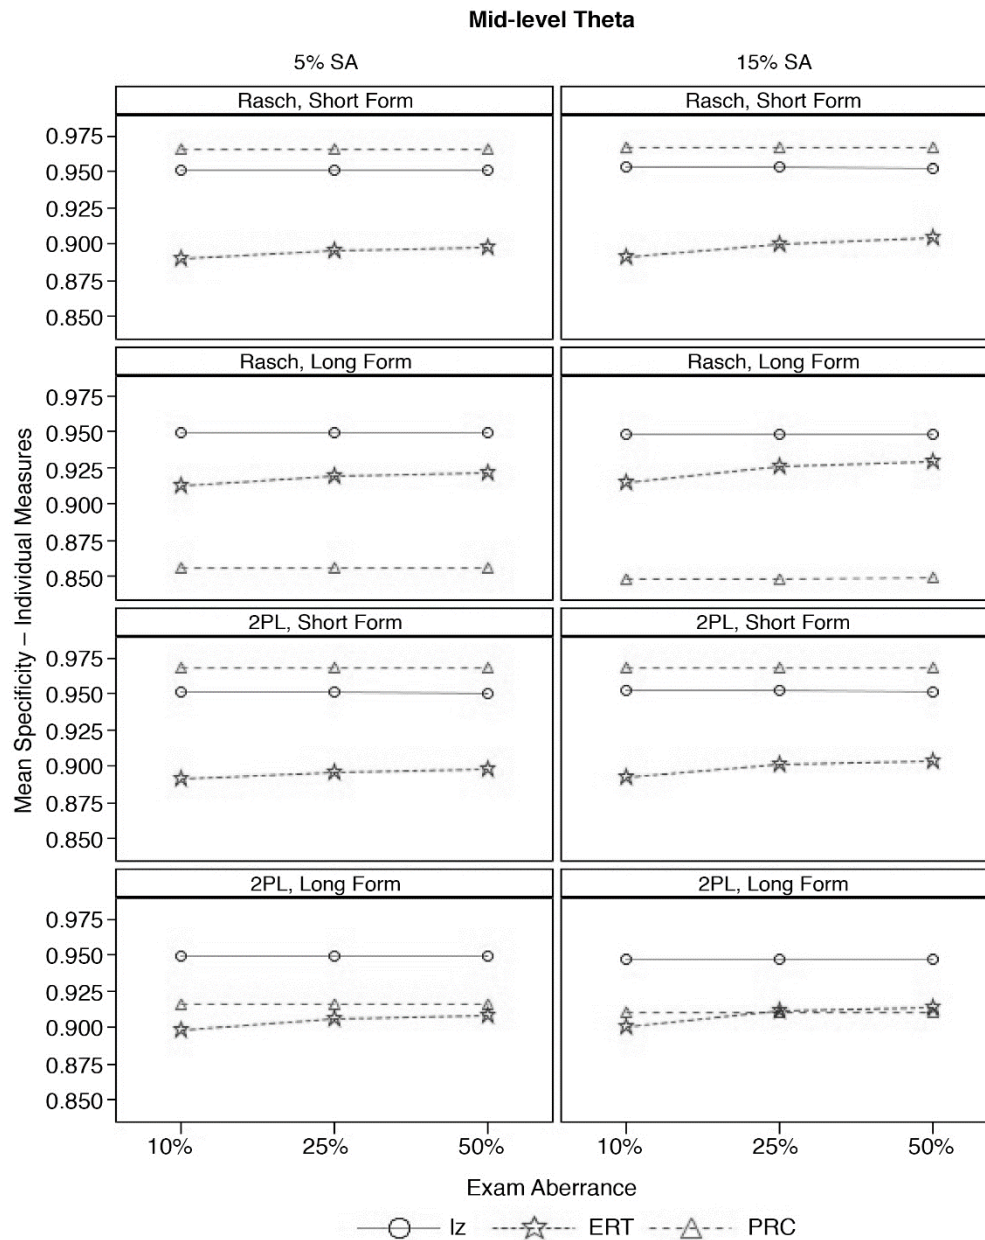 Mid-level Theta
5% SA
15% SA
Rasch, Short Form
Rasch, Short Form
0.975
0.950
0.925
0.900
0.875
0.850
Rasch, Long Form
Rasch, Long Form
0.975
0.950
0.925
0.900
0.875
0.850
2PL, Short Form
2PL, Short Form
0.975
0.950
0.925
0.900
0.875
0.850
2PL, Long Form
2PL, Long Form
0.975
0.950
0.925
0.900
0.875
0.850
Mean Specificity – Individual Measures
10% 25% 50%
10% 25% 50%
Exam Aberrance
lz ERT PRC